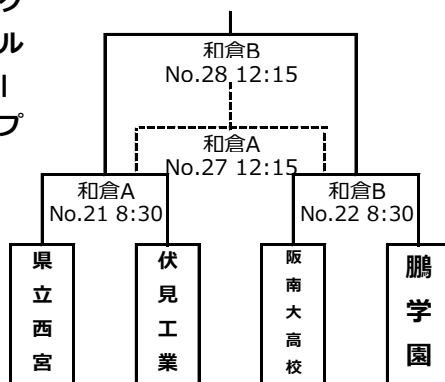 ループ
和倉B
No.28 12:15
和倉A
No.27 12:15
和倉A
No.21 8:30
和倉B
No.22 8:30
県立西宮
伏見工業
阪南大高校
鵬学園